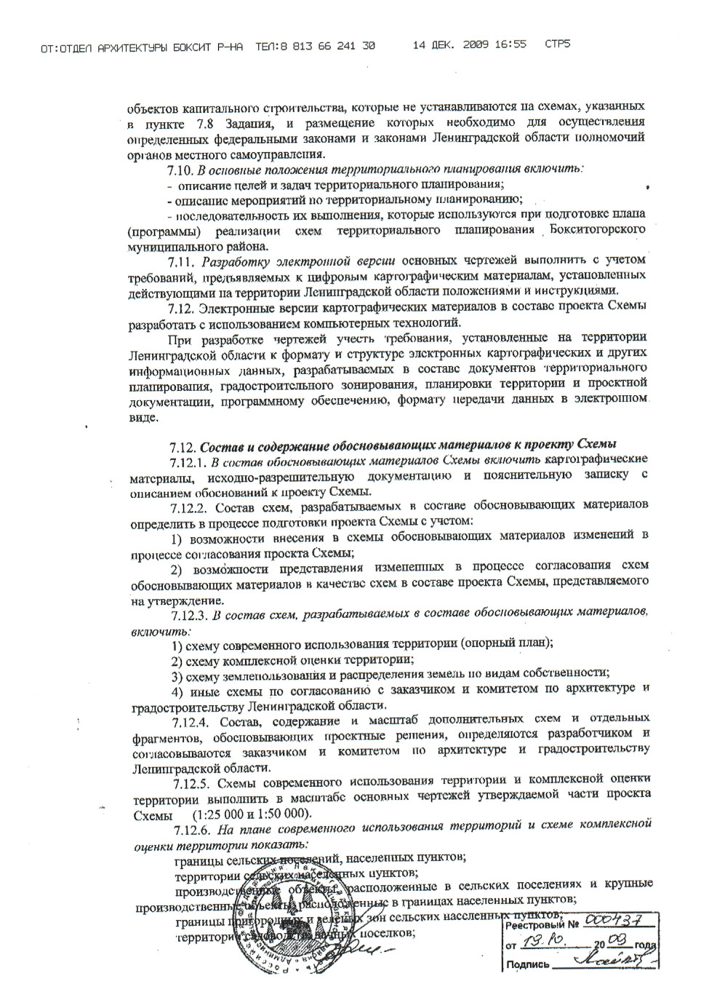 ОТ:ОТДЕЛ АРХИТЕКТУРЫ БОКСИТ Р-НА ТЕЛ:8 813 66 241 30 14 ДЕК. 2009 16:55 СТР5
объектов капитального строительства, которые не устанавливаются на схемах, указанных
в пункте 7.8 Задания, и размещение которых необходимо для осуществления
определенных федеральными законами и законами Ленинградской области полномочий
органов местного самоуправления.
7.10. В основные положения территориального планирования включить:
- описание целей и задач территориального планирования;
- описание мероприятий по территориальному планированию;
- последовательность их выполнения, которые используются при подготовке плана
(программы) реализации схем территориального планирования Бокситогорского
муниципального района.
7.11. Разработку электронной версии основных чертежей выполнить с учетом
требований, предъявляемых к цифровым картографическим материалам, установленных
действующими на территории Ленинградской области положениями и инструкциями.
7.12. Электронные версии картографических материалов в составе проекта Схемы
разработать с использованием компьютерных технологий.
При разработке чертежей учесть требования, установленные на территории
Ленинградской области к формату и структуре электронных картографических и других
информационных данных, разрабатываемых в составе документов территориального
планирования, градостроительного зонирования, планировки территории и проектной
документации, программному обеспечению, формату передачи данных в электронном
виде.
7.12. Состав и содержание обосновывающих материалов к проекту Схемы
7.12.1. В состав обосновывающих материалов Схемы включить картографические
материалы, исходно-разрешительную документацию и пояснительную записку с
описанием обоснований к проекту Схемы.
7.12.2. Состав схем, разрабатываемых в составе обосновывающих материалов
определить в процессе подготовки проекта Схемы с учетом:
1) возможности внесения в схемы обосновывающих материалов изменений в
процессе согласования проекта Схемы;
2) возможности представления измененных в процессе согласования схем
обосновывающих материалов в качестве схем в составе проекта Схемы, представляемого
на утверждение.
7.12.3. В состав схем, разрабатываемых в составе обосновывающих материалов,
включить:
1) схему современного использования территории (опорный план);
2) схему комплексной оценки территории;
3) схему землепользования и распределения земель по видам собственности;
4) иные схемы по согласованию с заказчиком и комитетом по архитектуре и
градостроительству Ленинградской области.
7.12.4. Состав, содержание и масштаб дополнительных схем и отдельных
фрагментов, обосновывающих проектные решения, определяются разработчиком и
согласовываются заказчиком и комитетом по архитектуре и градостроительству
Ленинградской области.
7.12.5. Схемы современного использования территории и комплексной оценки
территории выполнить в масштабе основных чертежей утверждаемой части проекта
Схемы (1:25 000 и 1:50 000).
7.12.6. На плане современного использования территорий и схеме комплексной
оценки территории показать:
границы сельских поселений, населенных пунктов;
территории сельских населенных пунктов;
производственные объекты, расположенные в сельских поселениях и крупные
производственные объекты, расположенные в границах населенных пунктов;
границы пригородных и зеленых зон сельских населенных пунктов;
территории садоводств, дачных поселков;
Реестровый № 000437
от 19.10. 2009 года
Подпись